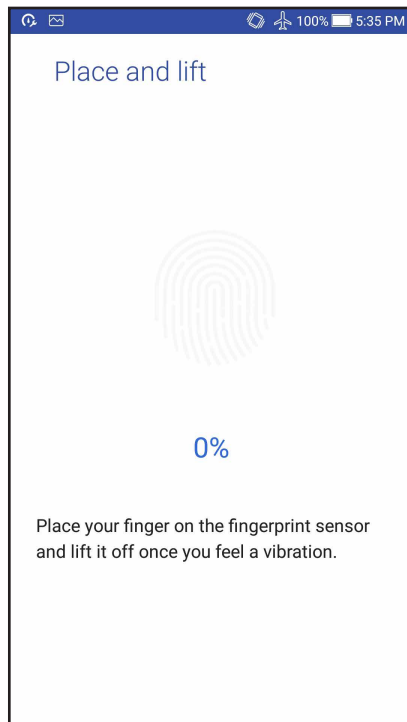 100% 5:35 PM
Place and lift
0%
Place your finger on the fingerprint sensor
and lift it off once you feel a vibration.